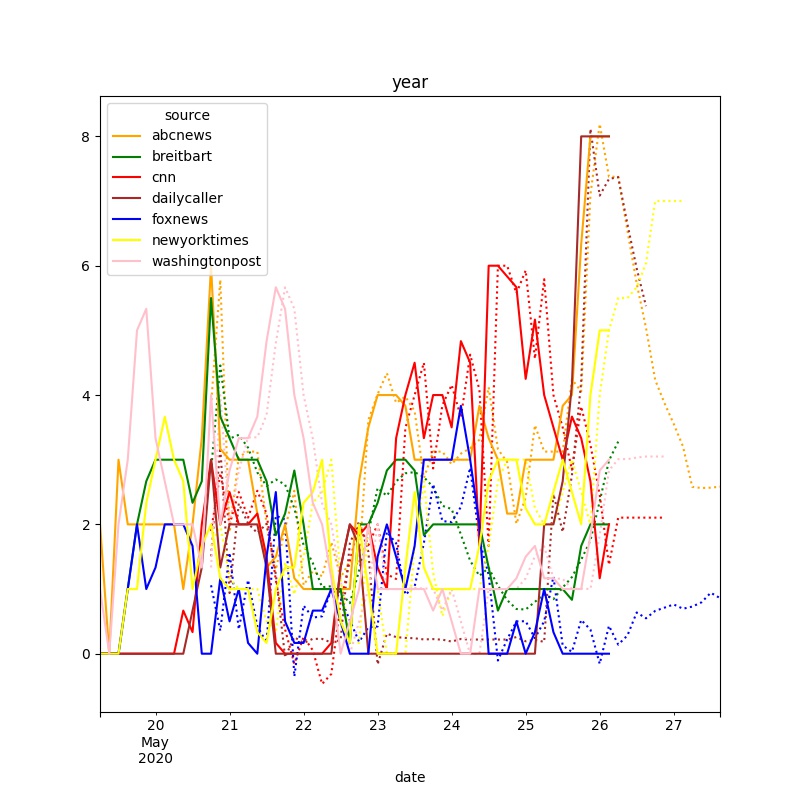 year
source
abcnews
breitbart
cnn
dailycaller
foxnews
newyorktimes
washingtonpost
8
6
4
2
0
20 21 22 23 24 25 26 27
May
2020
date